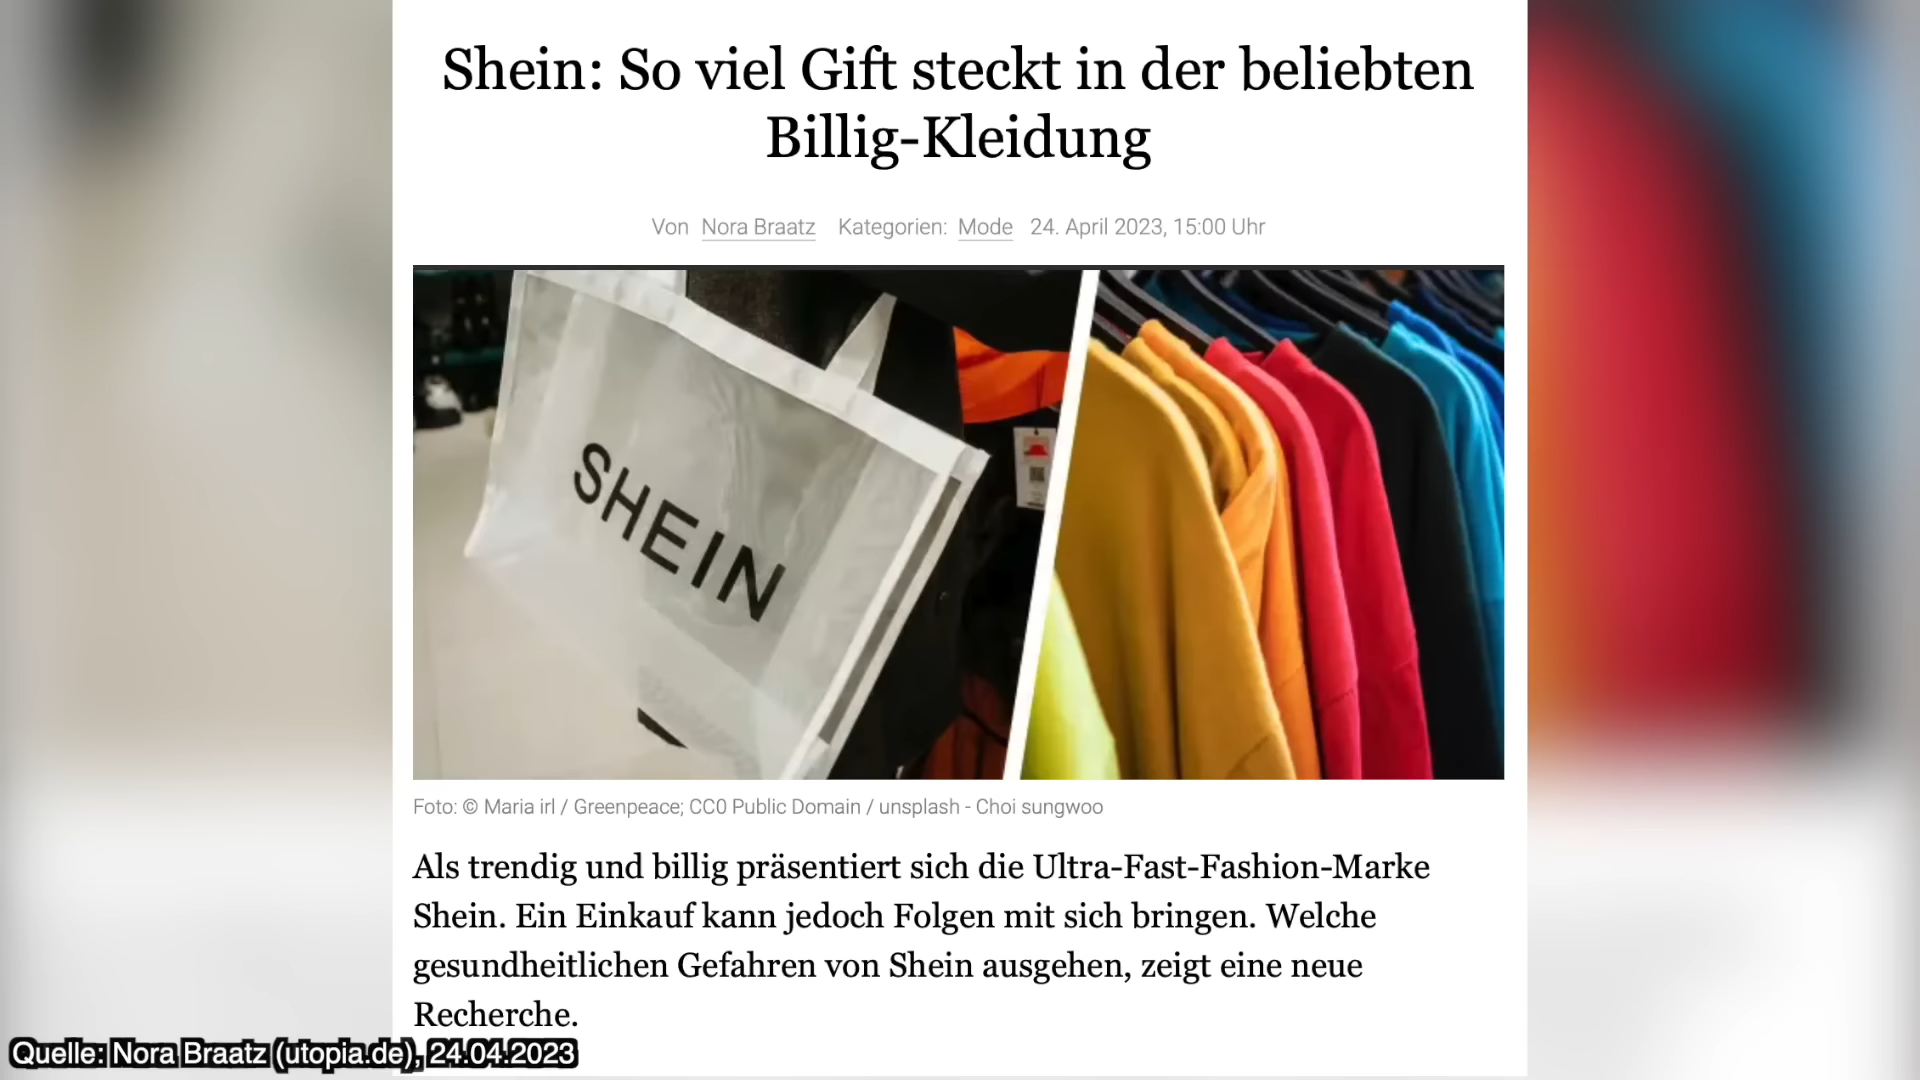 Shein: So viel Gift steckt in der beliebten
Billig-Kleidung
Von Nora Braatz Kategorien: Mode 24. April 2023, 15:00 Uhr
SHEIN
Foto: © Maria irl / Greenpeace; CC0 Public Domain / unsplash - Choi sungwoo
Als trendig und billig präsentiert sich die Ultra-Fast-Fashion-Marke
Shein. Ein Einkauf kann jedoch Folgen mit sich bringen. Welche
gesundheitlichen Gefahren von Shein ausgehen, zeigt eine neue
Recherche.
Quelle: Nora Braatz (utopia.de), 24.04.2023